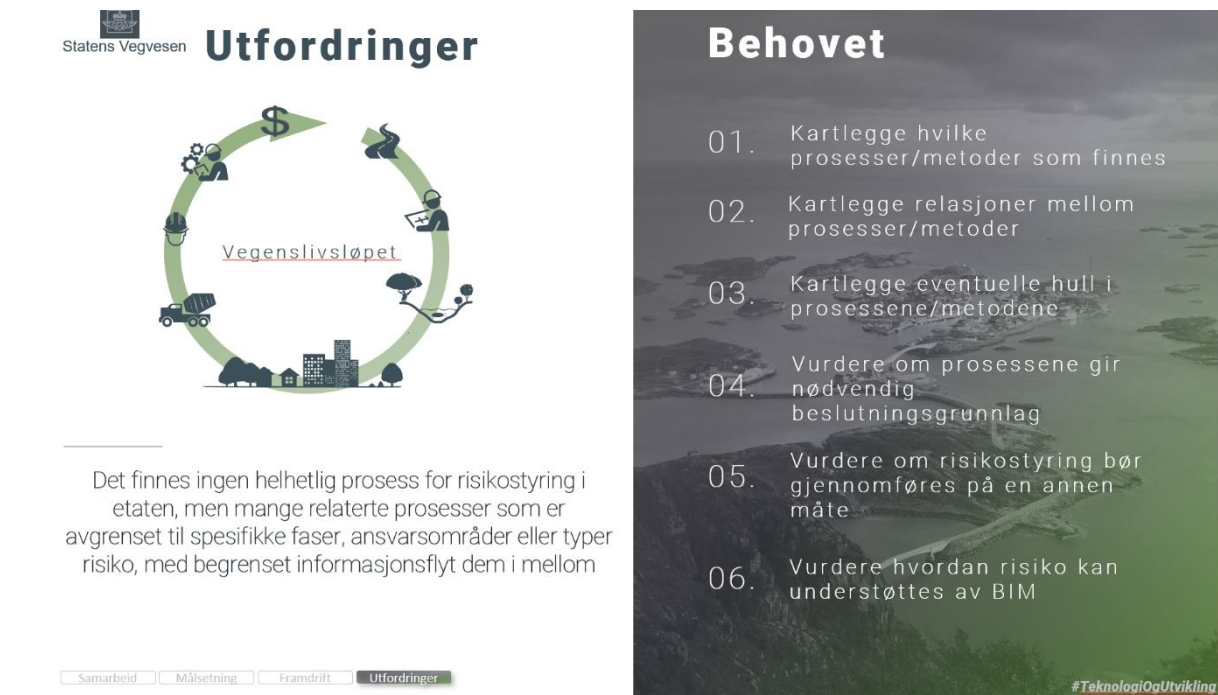 Statens Vegvesen
Utfordringer
$
Vegenslivsløpet
Det finnes ingen helhetlig prosess for risikostyring i
etaten, men mange relaterte prosesser som er
avgrenset til spesifikke faser, ansvarsområder eller typer
risiko, med begrenset informasjonsflyt dem i mellom
Samarbeid
Målsetning
Framdrift
Utfordringer
Behovet
01. Kartlegge hvilke
prosesser/metoder som finnes
02. Kartlegge relasjoner mellom
prosesser/metoder
03. Kartlegge eventuelle hull i
prosessene/metodene
04. Vurdere om prosessene gir
nødvendig
beslutningsgrunnlag
05. Vurdere om risikostyring bør
gjennomføres på en annen
måte
06. Vurdere hvordan risiko kan
understøttes av BIM
#TeknologiOgUtvikling